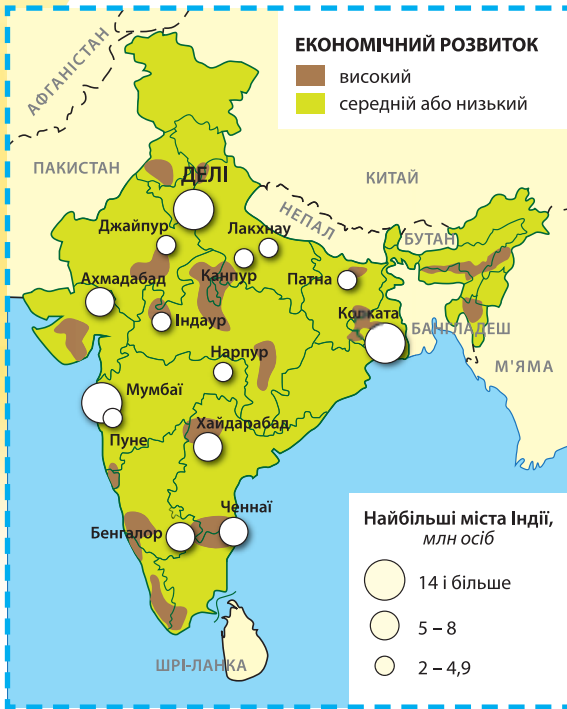 ЕКОНОМІЧНИЙ РОЗВИТОК
високий
середній або низький
АФГАНІСТАН
ПАКИСТАН
КИТАЙ
НЕПАЛ
БУТАН
БАНГЛАДЕШ
М'ЯМА
ШРІ-ЛАНКА
ДЕЛІ
Джайпур
Лакхнау
Ахмадабад
Канпур
Патна
Колката
Індаур
Нарпур
Мумбаї
Пуне
Хайдарабад
Ченнаї
Бенгалор
Найбільші міста Індії,
млн осіб
14 і більше
5 – 8
2 – 4,9